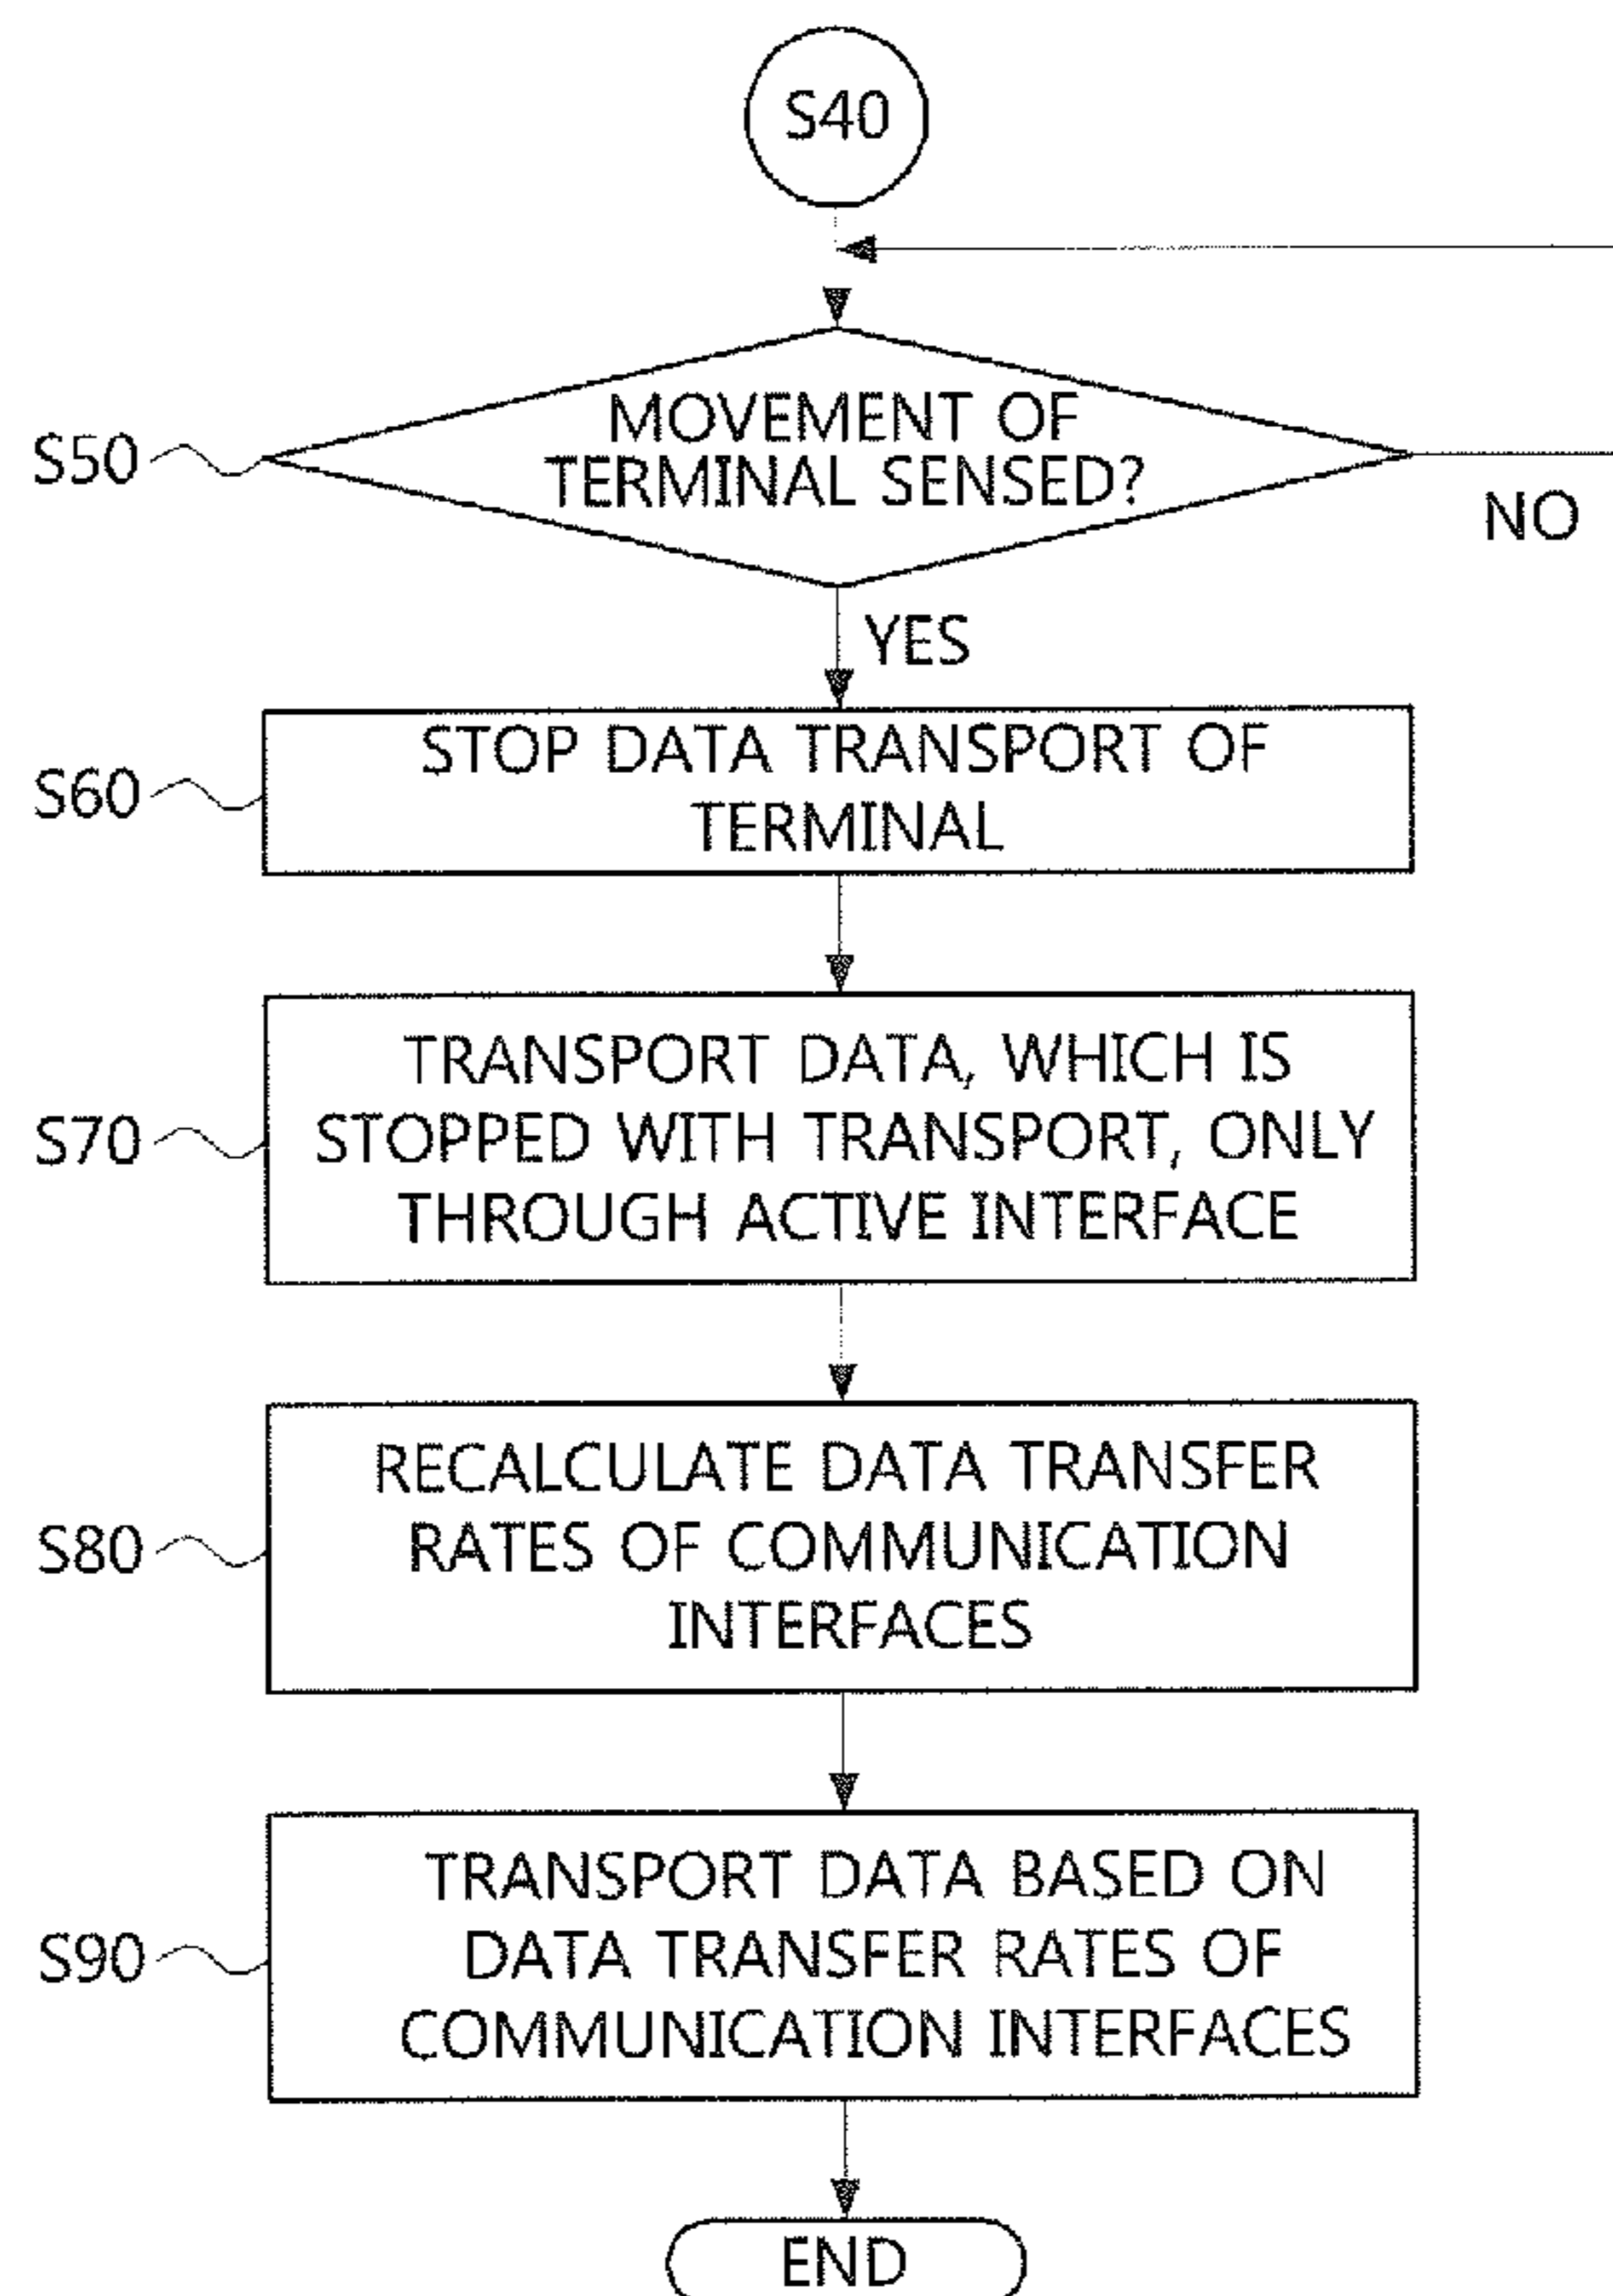 S40
S50
MOVEMENT OF
TERMINAL SENSED?
NO
YES
S60
STOP DATA TRANSPORT OF
TERMINAL
S70
TRANSPORT DATA, WHICH IS
STOPPED WITH TRANSPORT, ONLY
THROUGH ACTIVE INTERFACE
S80
RECALCULATE DATA TRANSFER
RATES OF COMMUNICATION
INTERFACES
S90
TRANSPORT DATA BASED ON
DATA TRANSFER RATES OF
COMMUNICATION INTERFACES
END